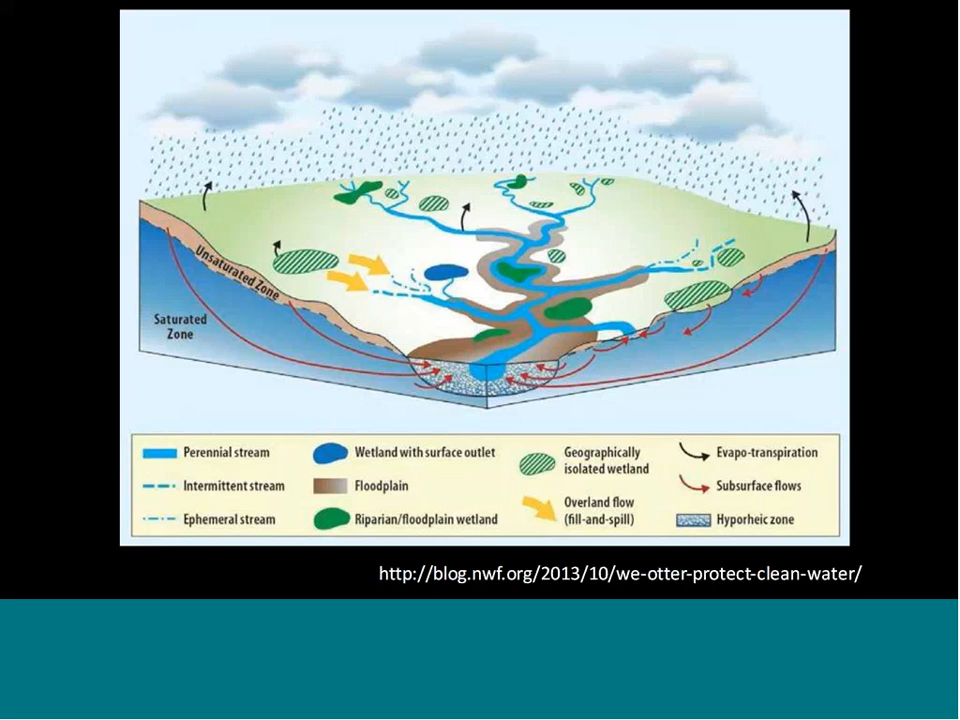 Unsaturated Zone
Saturated
Zone
Perennial stream
Intermittent stream
Ephemeral stream
Wetland with surface outlet
Floodplain
Riparian/floodplain wetland
Geographically
isolated wetland
Overland flow
(fill-and-spill)
Evapo-transpiration
Subsurface flows
Hyporheic zone
http://blog.nwf.org/2013/10/we-otter-protect-clean-water/